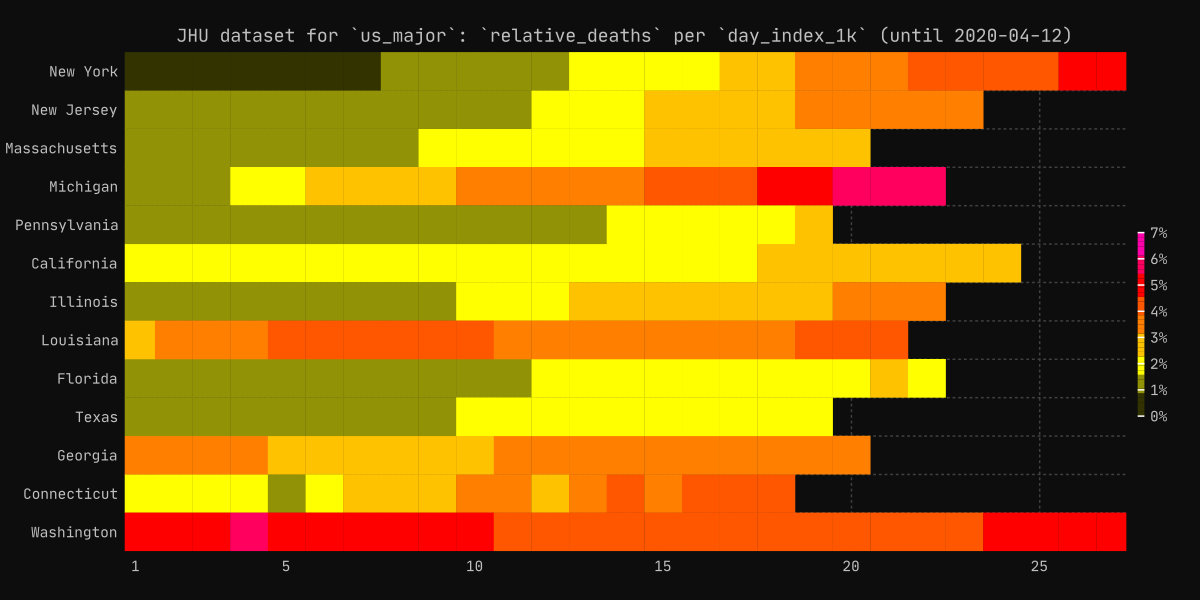 JHU dataset for `us_major`: `relative_deaths` per `day_index_1k` (until 2020-04-12)
New York
New Jersey
Massachusetts
Michigan
Pennsylvania
California
Illinois
Louisiana
Florida
Texas
Georgia
Connecticut
Washington
1 5 10 15 20 25
7%
6%
5%
4%
3%
2%
1%
0%